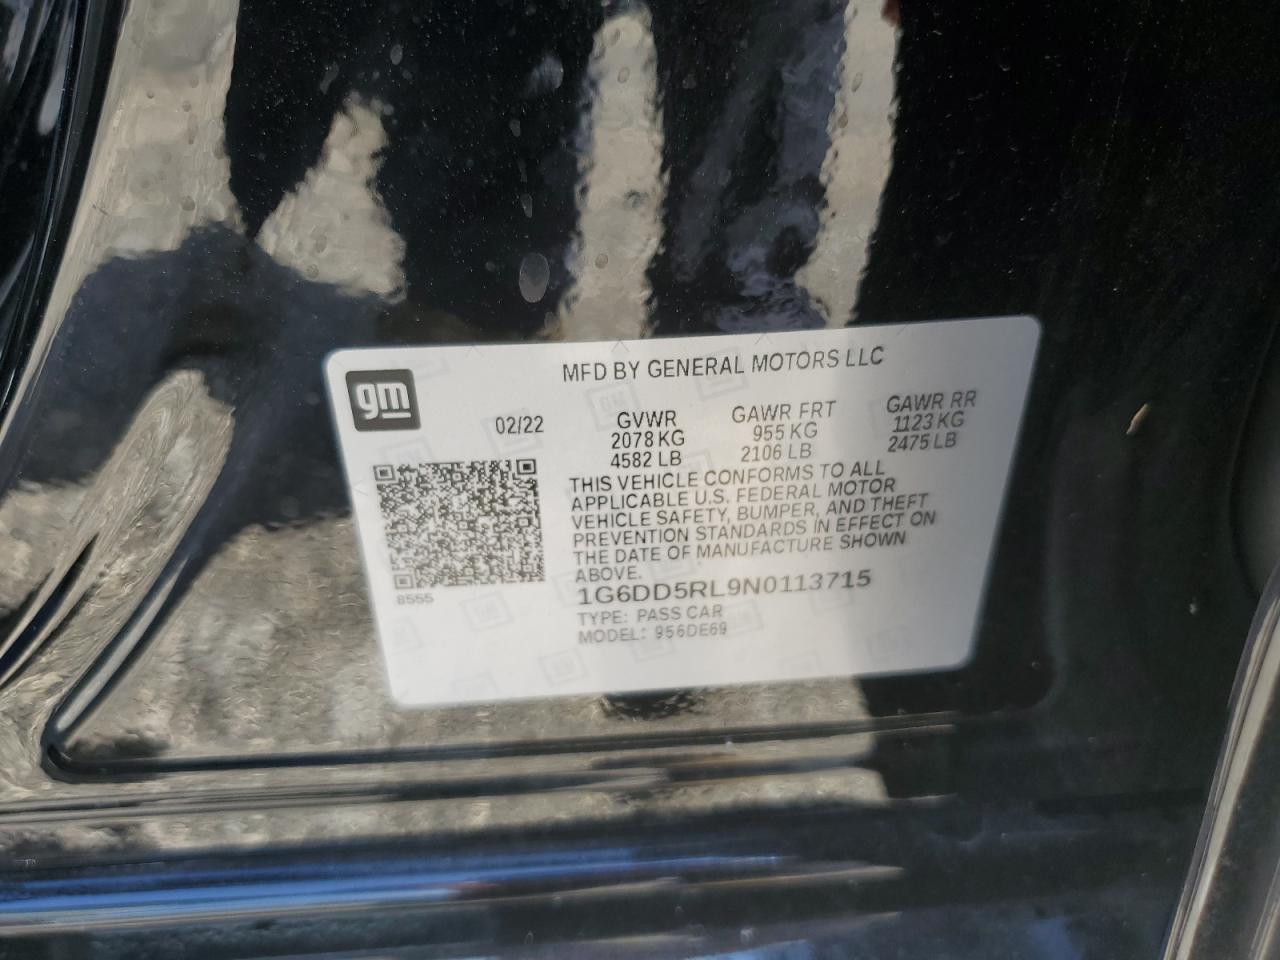 MFD BY GENERAL MOTORS LLC
gm
02/22
GVWR GAWR FRT GAWR RR
2078 KG 955 KG 1123 KG
4582 LB 2106 LB 2475 LB
THIS VEHICLE CONFORMS TO ALL
APPLICABLE U.S. FEDERAL MOTOR
VEHICLE SAFETY, BUMPER, AND THEFT
PREVENTION STANDARDS IN EFFECT ON
THE DATE OF MANUFACTURE SHOWN
ABOVE.
8555
1G6DD5RL9N0113715
TYPE: PASS CAR
MODEL: 956DE69